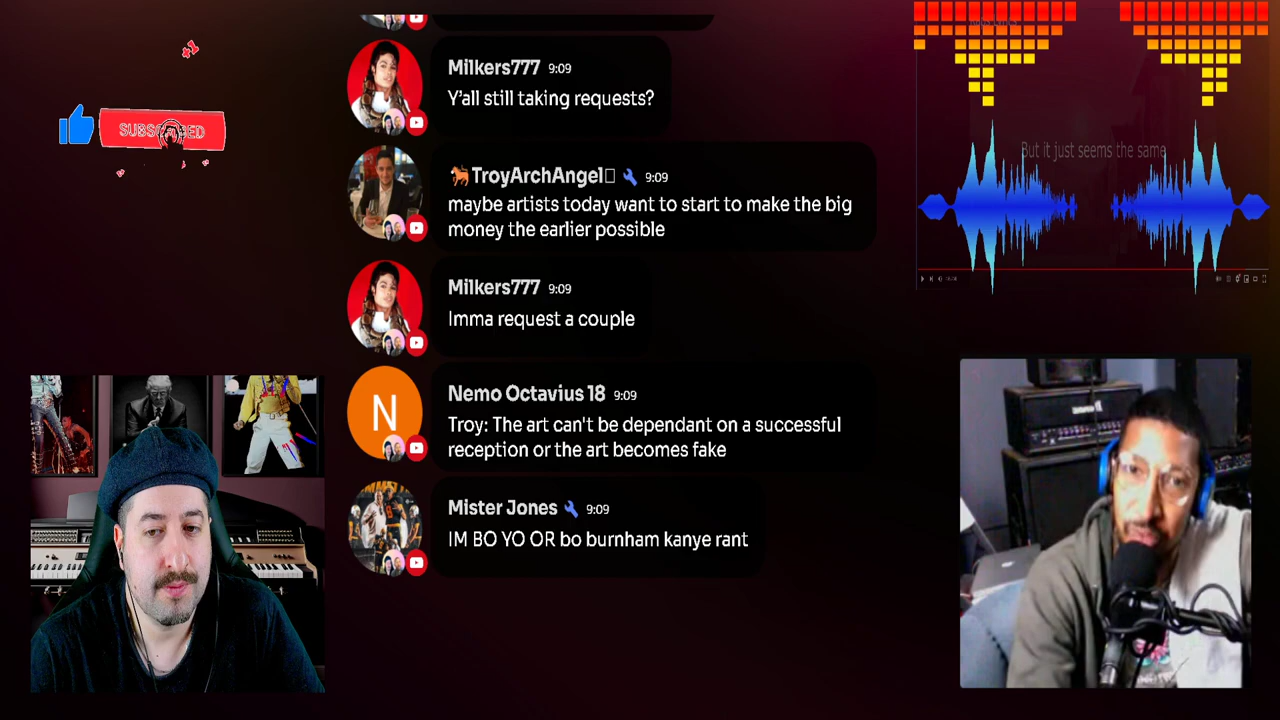 SUBSCRIBED
Milkers777 9:09
Y'all still taking requests?
TroyArchAngel 9:09
maybe artists today want to start to make the big
money the earlier possible
Milkers777 9:09
Imma request a couple
Nemo Octavius 18 9:09
N
Troy: The art can't be dependant on a successful
reception or the art becomes fake
Mister Jones 9:09
IM BO YO OR bo burnham kanye rant
But it just seems the same